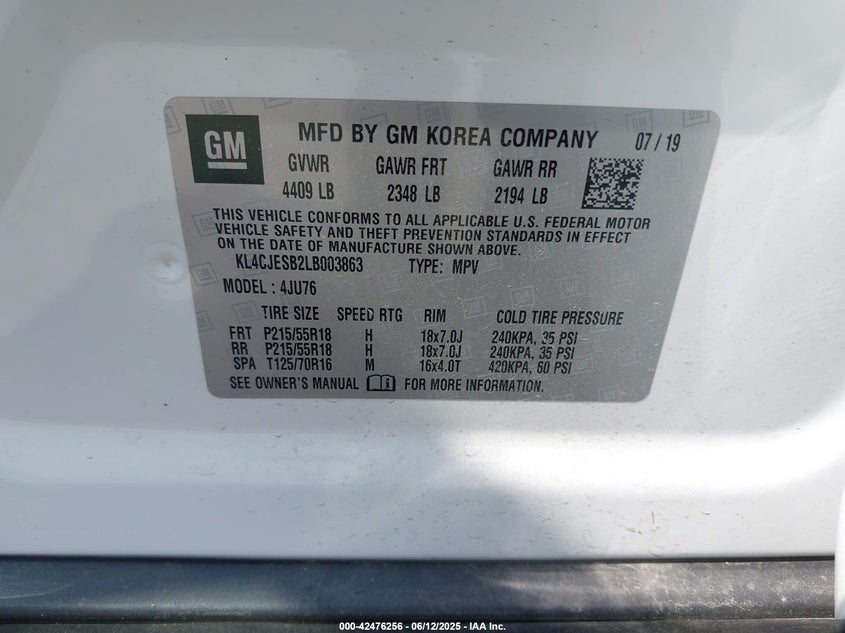 GM MFD BY GM KOREA COMPANY 07/19
GVWR GAWR FRT GAWR RR
4409 LB 2348 LB 2194 LB
THIS VEHICLE CONFORMS TO ALL APPLICABLE U.S. FEDERAL MOTOR
VEHICLE SAFETY AND THEFT PREVENTION STANDARDS IN EFFECT
ON THE DATE OF MANUFACTURE SHOWN ABOVE.
KL4CJESB2LB003863 TYPE: MPV
MODEL : 4JU76
TIRE SIZE SPEED RTG RIM COLD TIRE PRESSURE
FRT P215/55R18 H 18x7.0J 240KPA, 35 PSI
RR P215/55R18 H 18x7.0J 240KPA, 35 PSI
SPA T125/70R16 M 16x4.0T 420KPA, 60 PSI
SEE OWNER'S MANUAL FOR MORE INFORMATION.
000-42476256 - 06/12/2025 - IAA Inc.